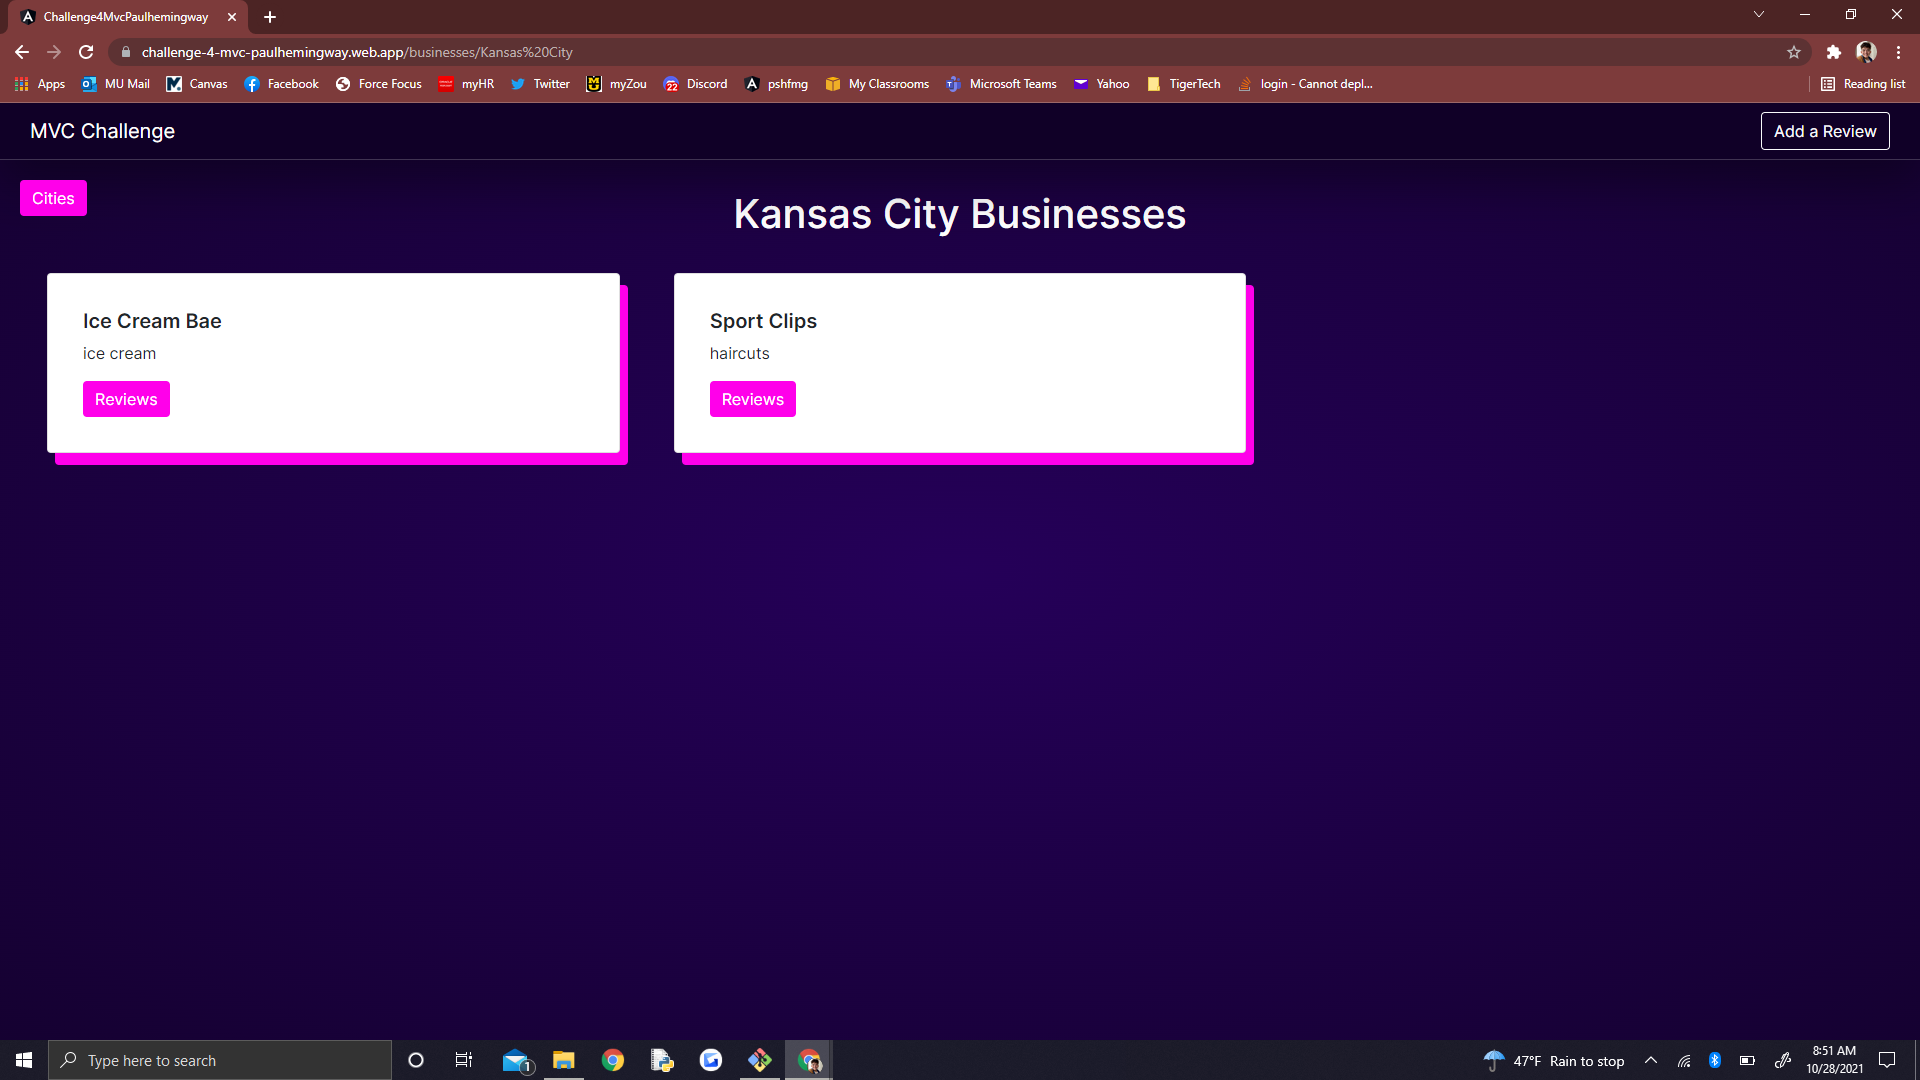 Challenge4MvcPaulhemingway
challenge-4-mvc-paulhemingway.web.app/businesses/Kansas%20City
Apps MU Mail Canvas Facebook Force Focus myHR Twitter myZou 22 Discord pshfmg My Classrooms Microsoft Teams Yahoo TigerTech login - Cannot depl... Reading list
MVC Challenge
Add a Review
Cities
Kansas City Businesses
Ice Cream Bae
ice cream
Reviews
Sport Clips
haircuts
Reviews
Type here to search
1
47°F Rain to stop
8:51 AM
10/28/2021